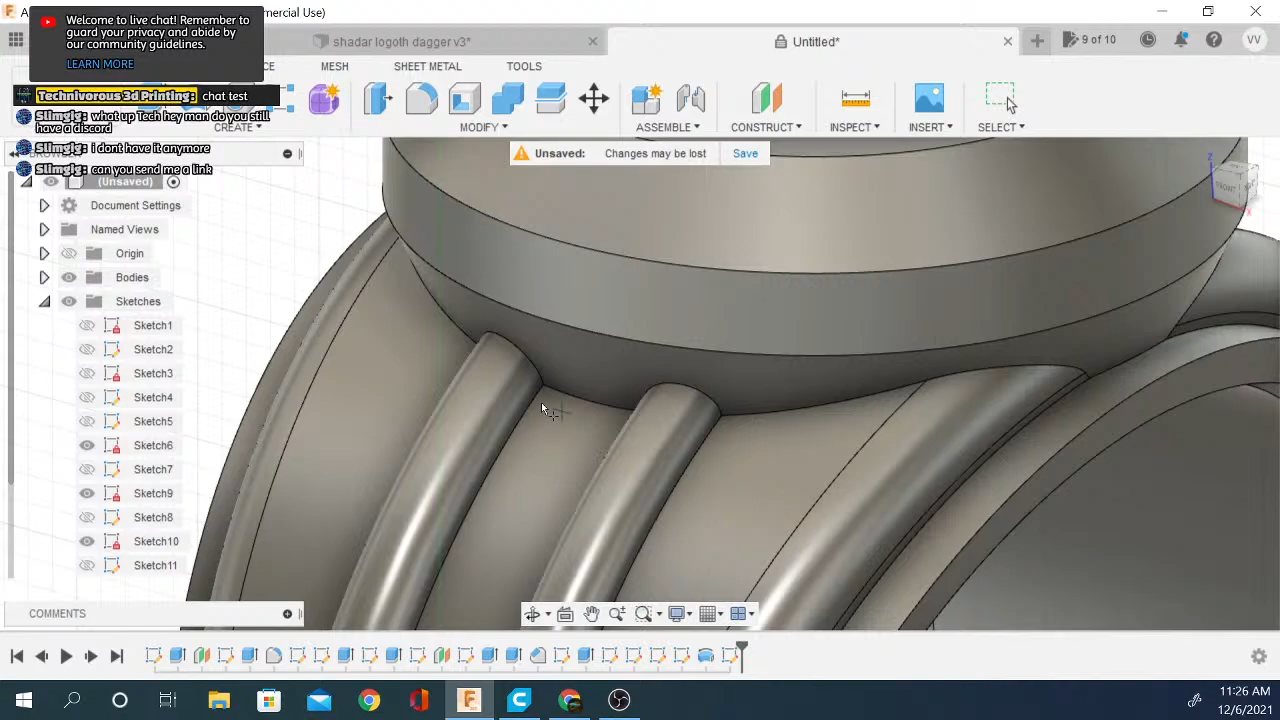 A
ercial Use)
Welcome to live chat! Remember to
guard your privacy and abide by
our community guidelines.
LEARN MORE
shadar logoth dagger v3*
Untitled*
9 of 10
VV
MESH
SHEET METAL
TOOLS
Technivorous 3d Printing: chat test
Slimgig: what up Tech hey man do you still
have a discord
Slimgig: i dont have it anymore
Slimgig: can you send me a link
CREATE
MODIFY
ASSEMBLE
CONSTRUCT
INSPECT
INSERT
SELECT
Unsaved: Changes may be lost
Save
(Unsaved)
Document Settings
Named Views
Origin
Bodies
Sketches
Sketch1
Sketch2
Sketch3
Sketch4
Sketch5
Sketch6
Sketch7
Sketch9
Sketch8
Sketch10
Sketch11
Z
FRONT
X
COMMENTS
11:26 AM
12/6/2021